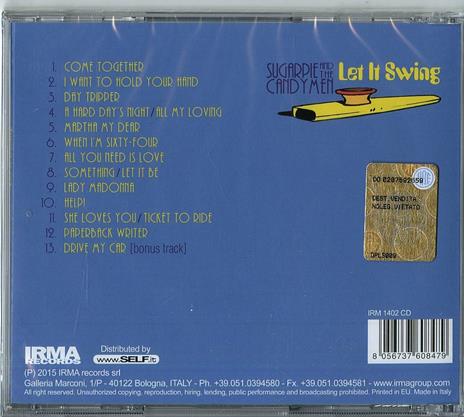 SUGARPIE AND THE CANDYMEN
Let It Swing
1. COME TOGETHER
2. I WANT TO HOLD YOUR HAND
3. DAY TRIPPER
4. A HARD DAY'S NIGHT/ALL MY LOVING
5. MARTHA MY DEAR
6. WHEN I'M SIXTY-FOUR
7. ALL YOU NEED IS LOVE
8. SOMETHING/LET IT BE
9. LADY MADONNA
10. HELP!
11. SHE LOVES YOU/TICKET TO RIDE
12. PAPERBACK WRITER
13. DRIVE MY CAR [bonus track]
DEST.VENDITA
NOLEG.VIETATO
DPLS009
IRM 1402 CD
8 056737 608479
IRMA
RECORDS
Distributed by
www.SELF.it
(P) 2015 IRMA records srl
Galleria Marconi, 1/P - 40122 Bologna, ITALY - Ph. +39.051.0394580 - Fax +39.051.0394581 - www.irmagroup.com
All right reserved. Unauthorized copying, reproduction, hiring, lending, public performance and broadcasting prohibited. Printed in EU. Made in Italy